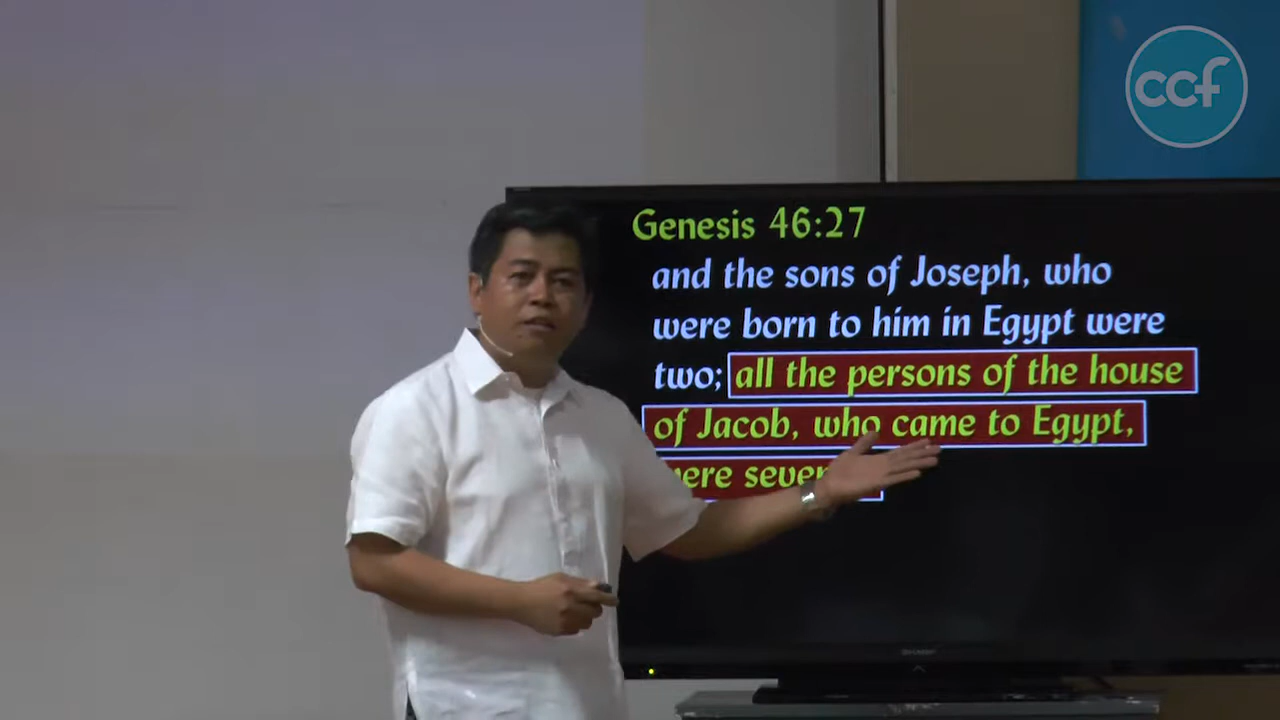 ccf
Genesis 46:27
and the sons of Joseph, who
were born to him in Egypt were
two; all the persons of the house
of Jacob, who came to Egypt,
SHARP